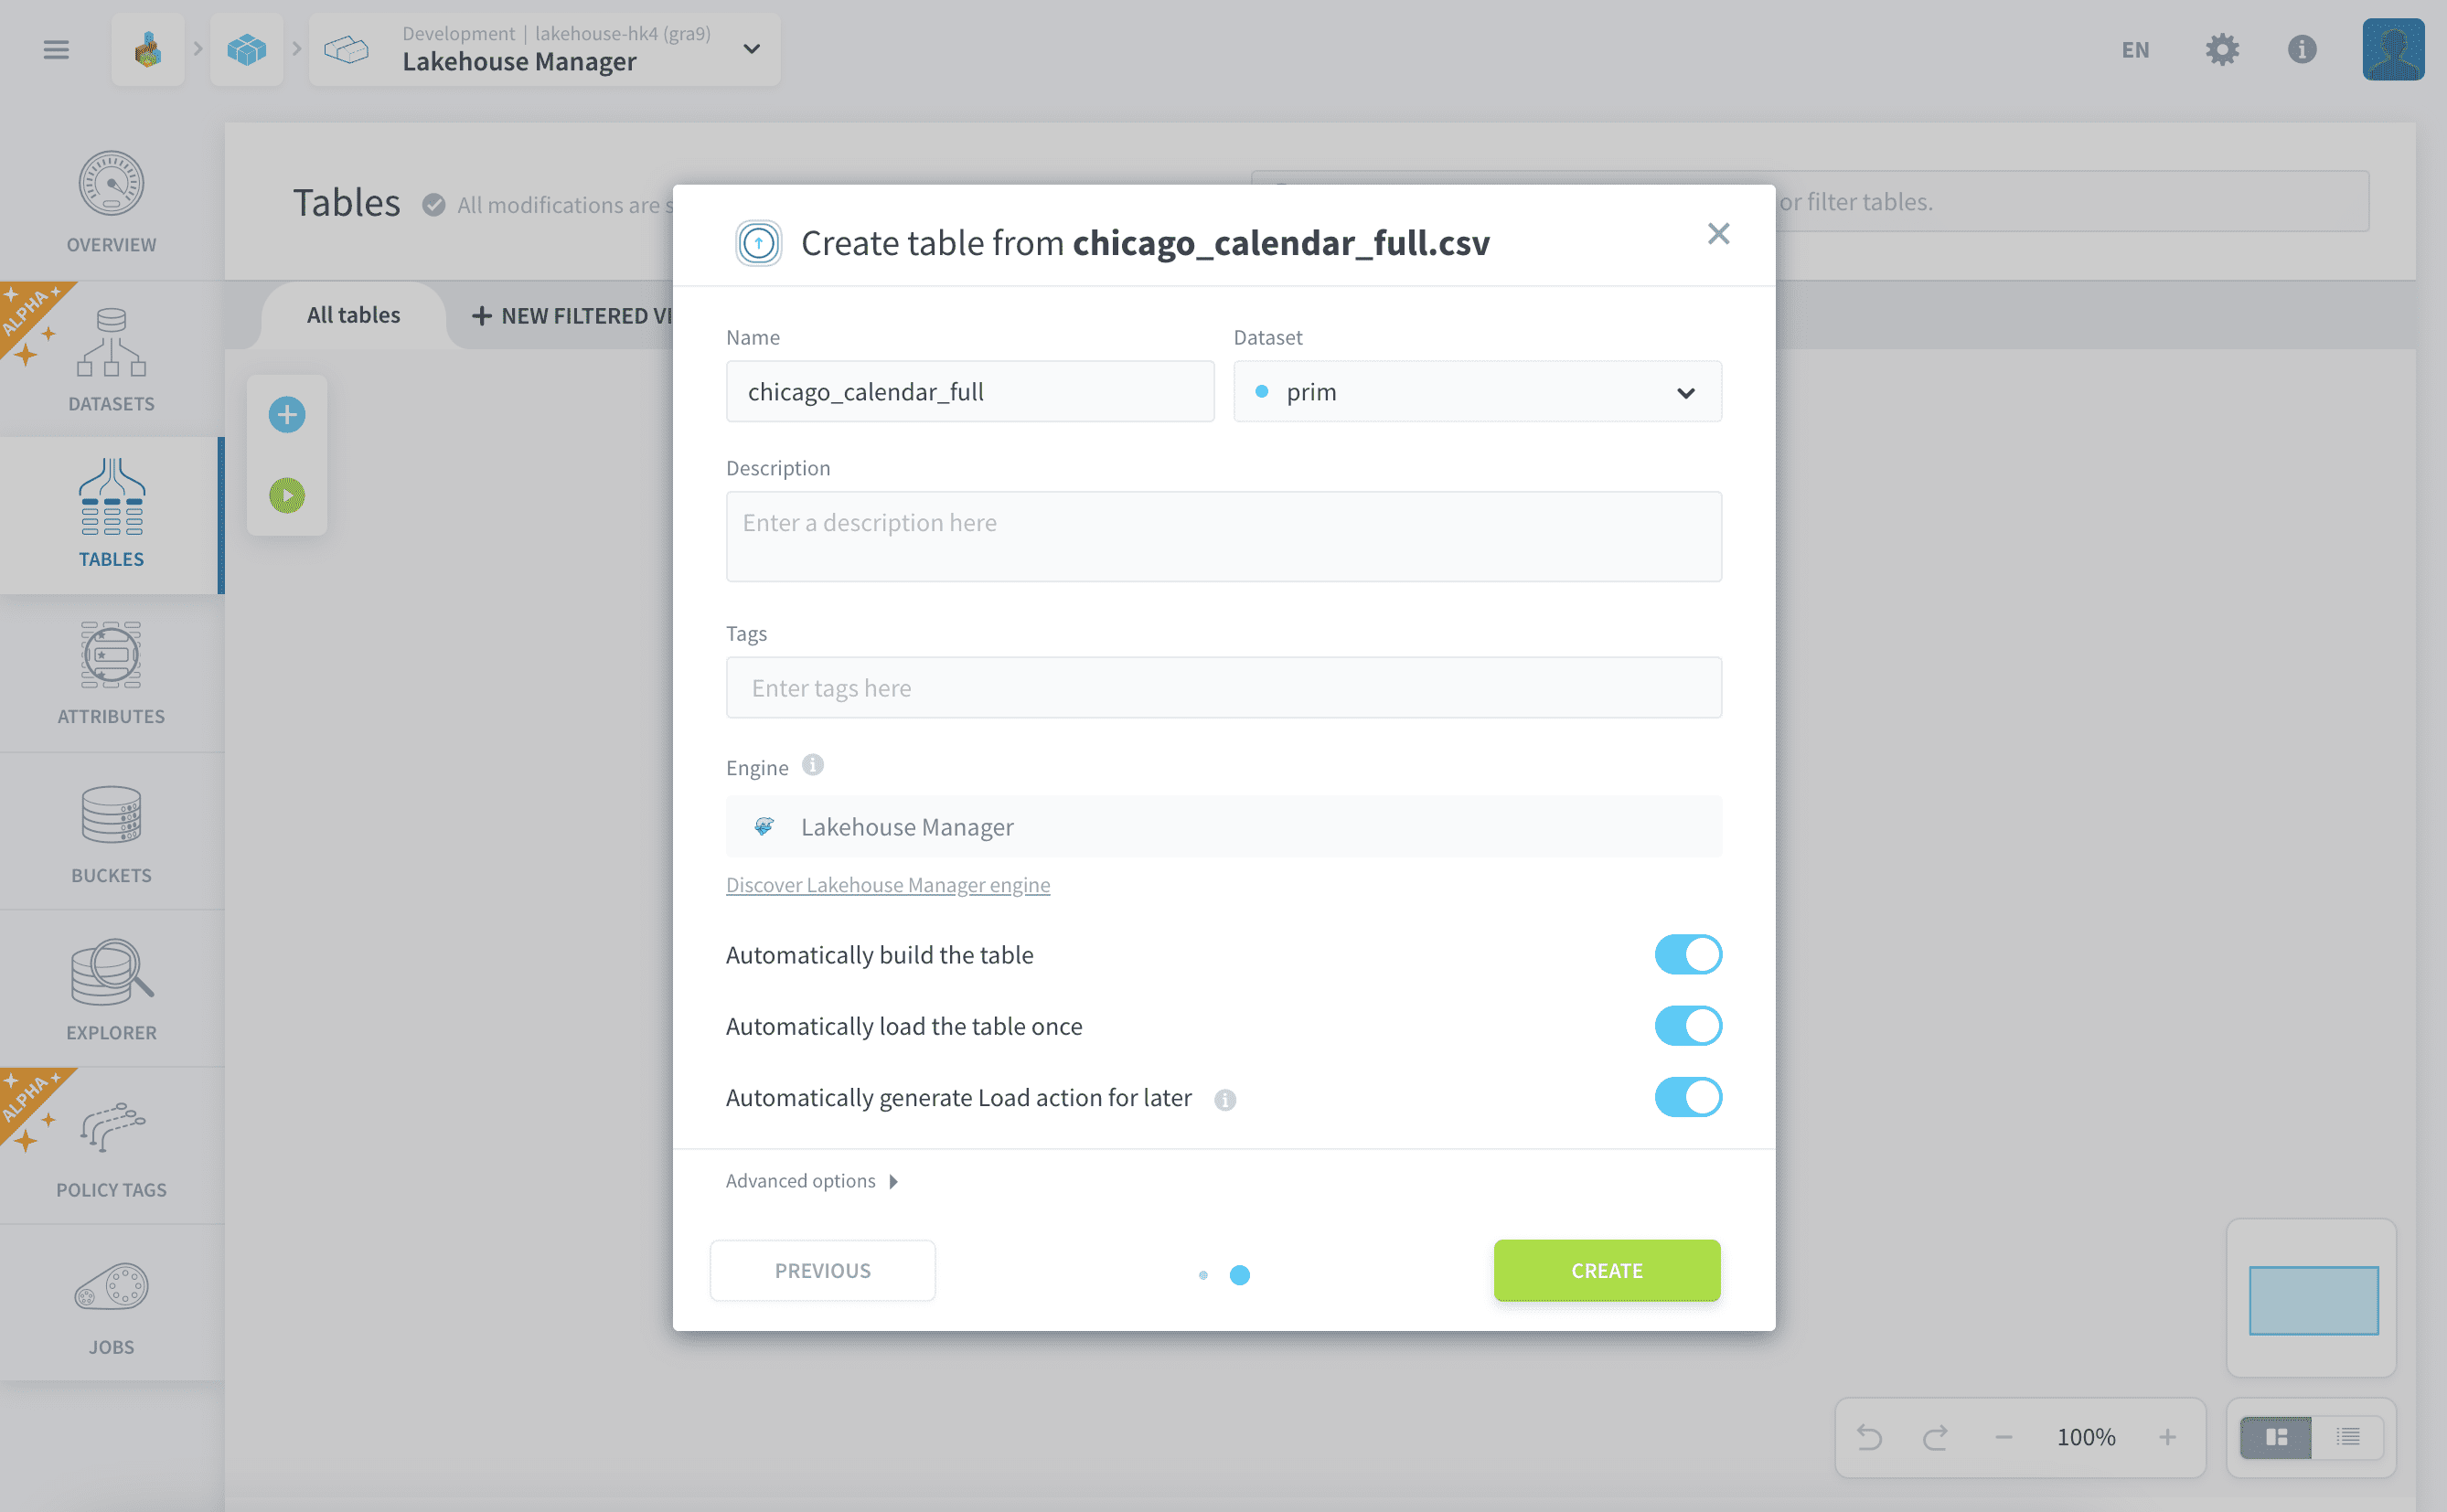 Development | lakehouse-hk4 (gra9)
Lakehouse Manager
EN
OVERVIEW
ALPHA
DATASETS
TABLES
ATTRIBUTES
BUCKETS
EXPLORER
ALPHA
POLICY TAGS
JOBS
Tables
All modifications are s
or filter tables.
All tables
NEW FILTERED VI
Create table from chicago_calendar_full.csv
Name
Dataset
chicago_calendar_full
prim
Description
Enter a description here
Tags
Enter tags here
Engine
Lakehouse Manager
Discover Lakehouse Manager engine
Automatically build the table
Automatically load the table once
Automatically generate Load action for later
Advanced options
PREVIOUS
CREATE
100%